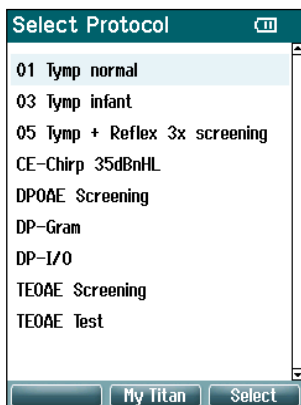 Select Protocol
01 Tymp normal
03 Tymp infant
05 Tymp + Reflex 3x screening
CE-Chirp 35dBnHL
DPOAE Screening
DP-Gram
DP-I/O
TEOAE Screening
TEOAE Test
My Titan Select